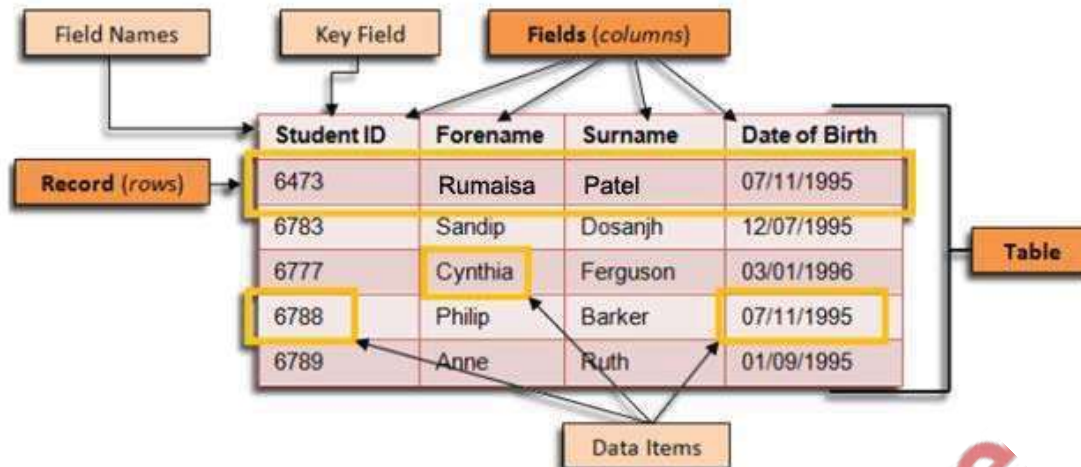 Field Names
Key Field
Fields (columns)
Student ID Forename Surname Date of Birth
Record (rows)
6473 Rumaisa Patel 07/11/1995
6783 Sandip Dosanjh 12/07/1995
Table
6777 Cynthia Ferguson 03/01/1996
6788 Philip Barker 07/11/1995
6789 Anne Ruth 01/09/1995
Data Items